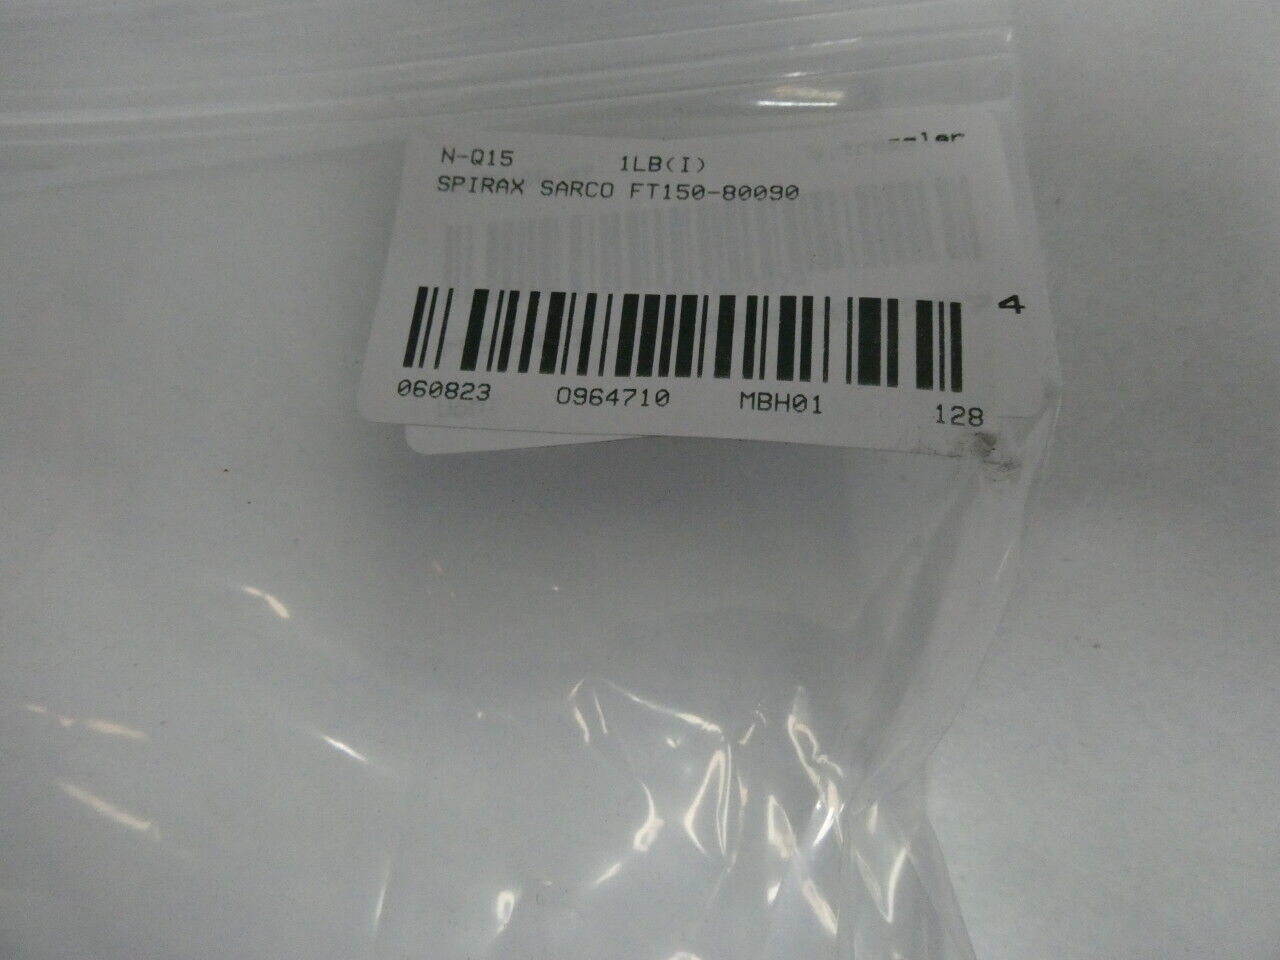 N-Q15 1LB(I)
SPIRAX SARCO FT150-80090
4
060823 0964710 MBH01 128